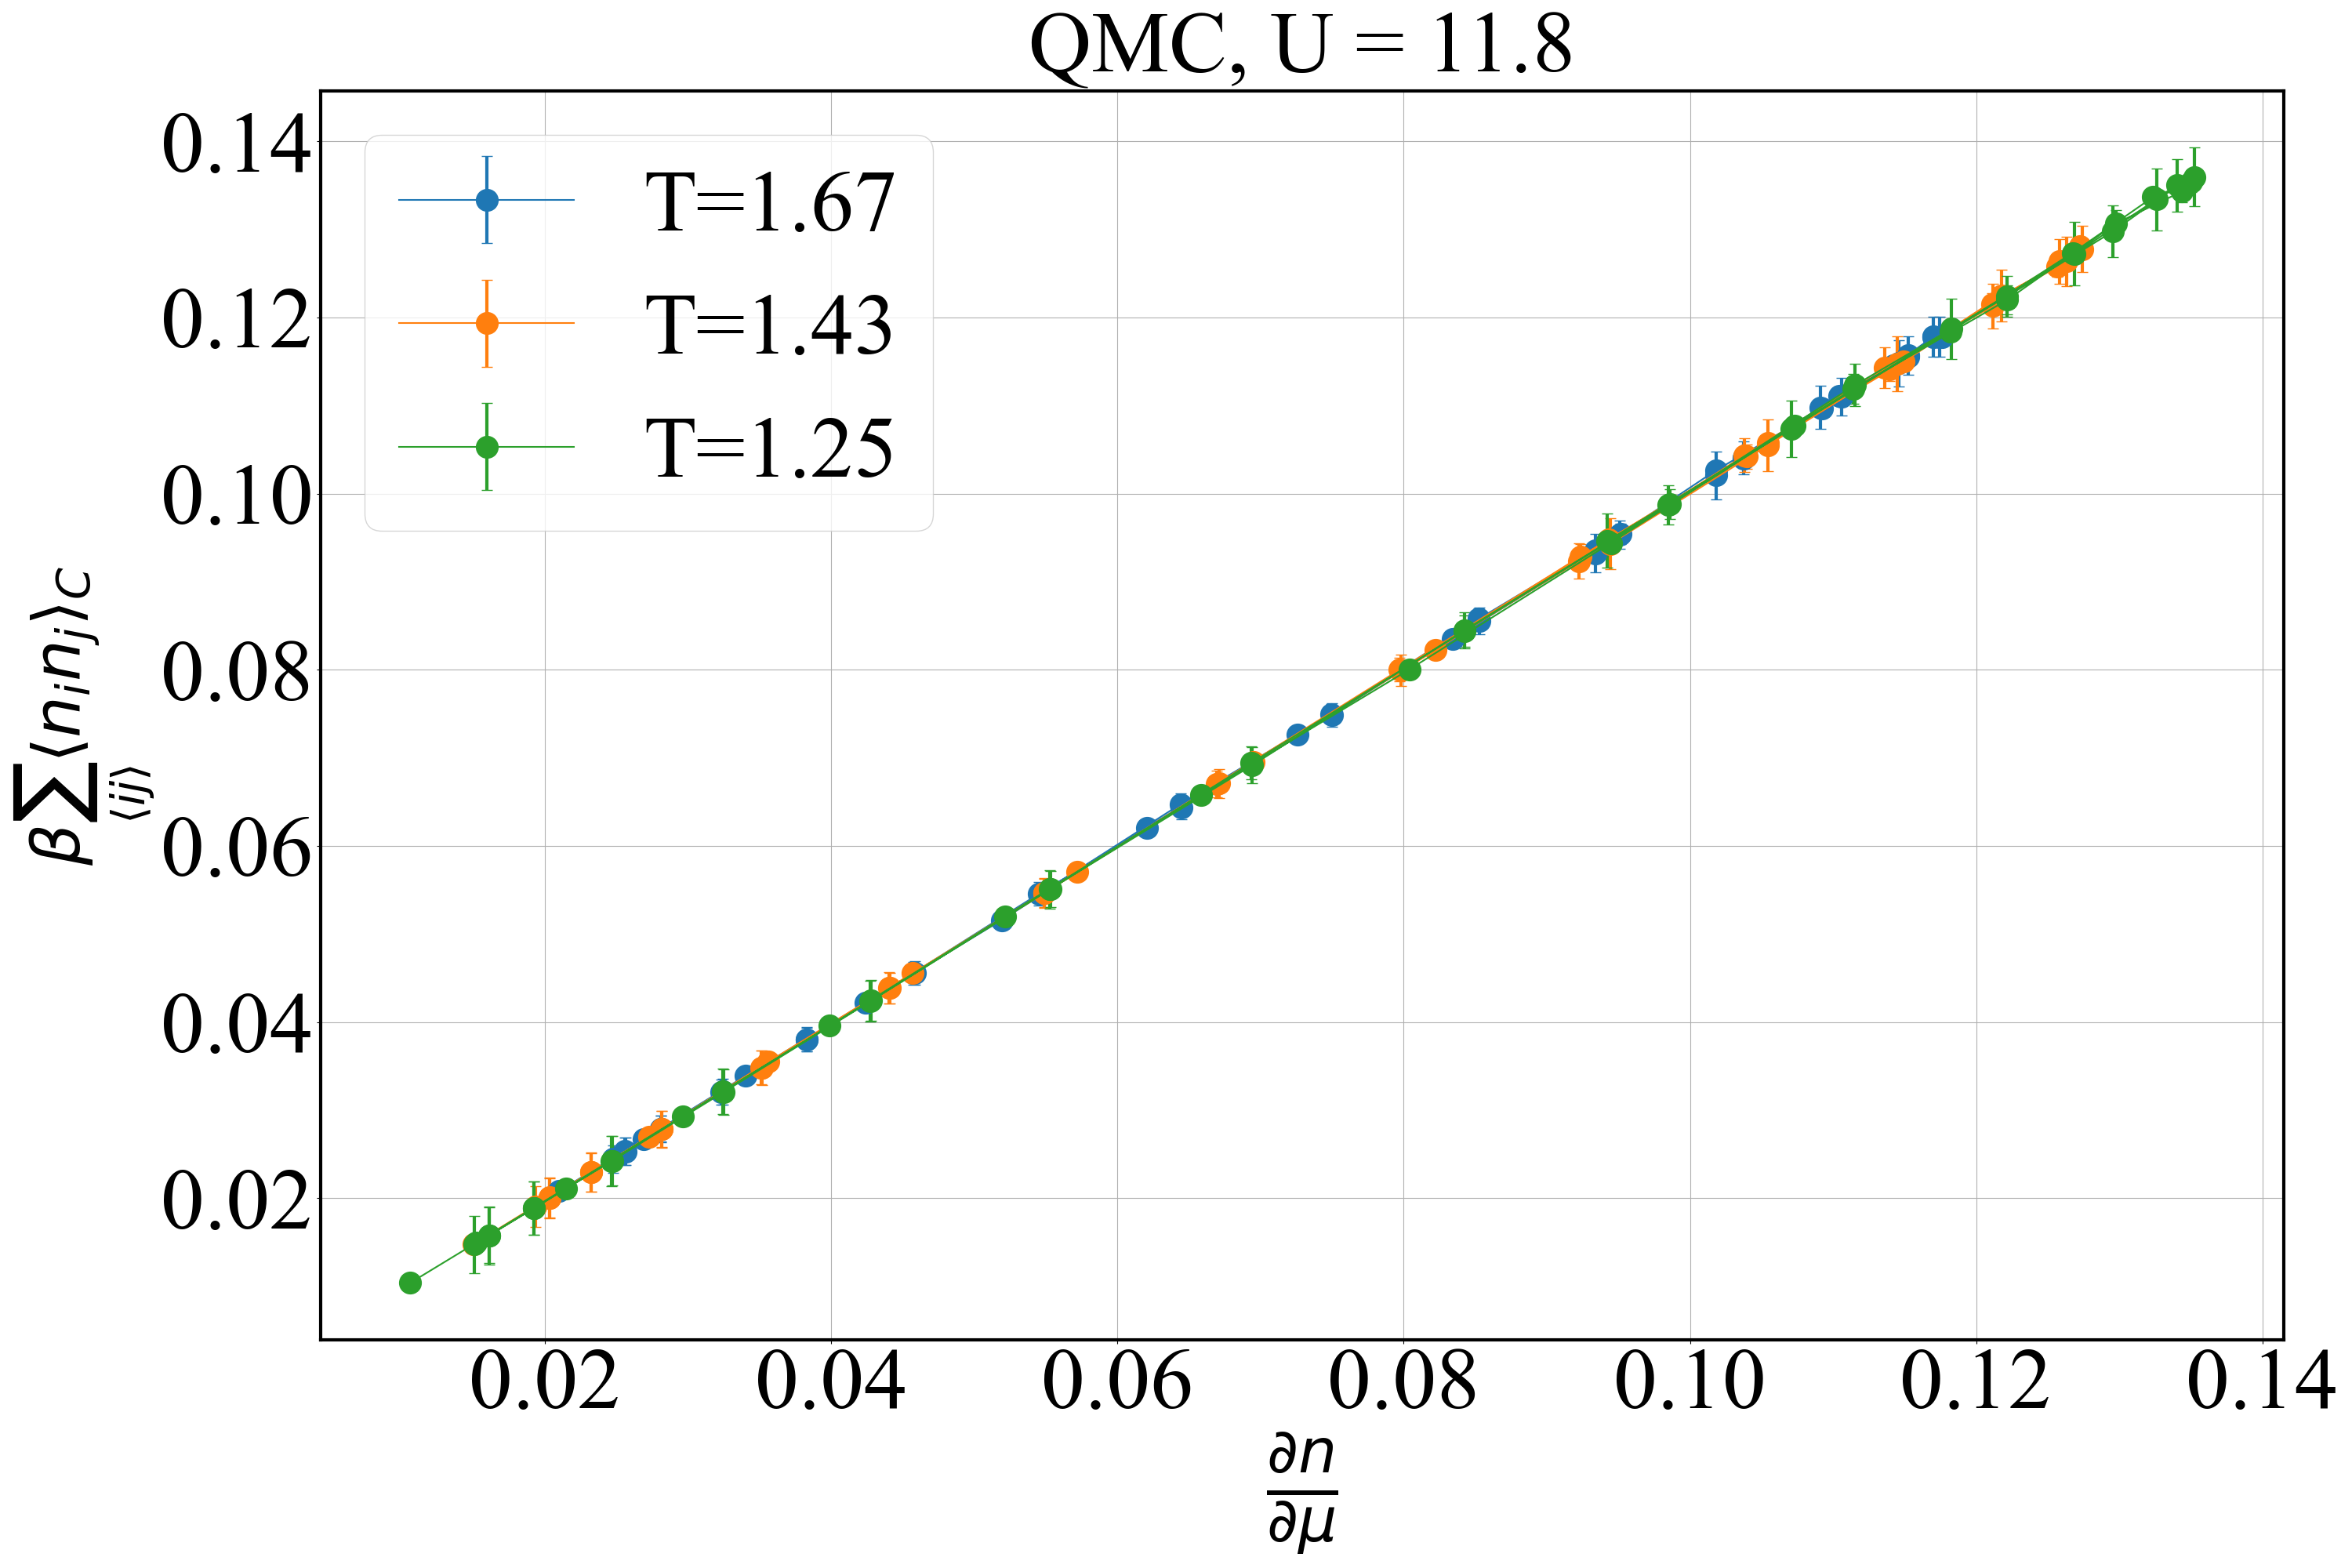 QMC, U = 11.8
T=1.67
T=1.43
T=1.25
β∑⟨ij⟩⟨nᵢnⱼ⟩C
0.14
0.12
0.10
0.08
0.06
0.04
0.02
0.02 0.04 0.06 0.08 0.10 0.12 0.14
∂n
∂μ